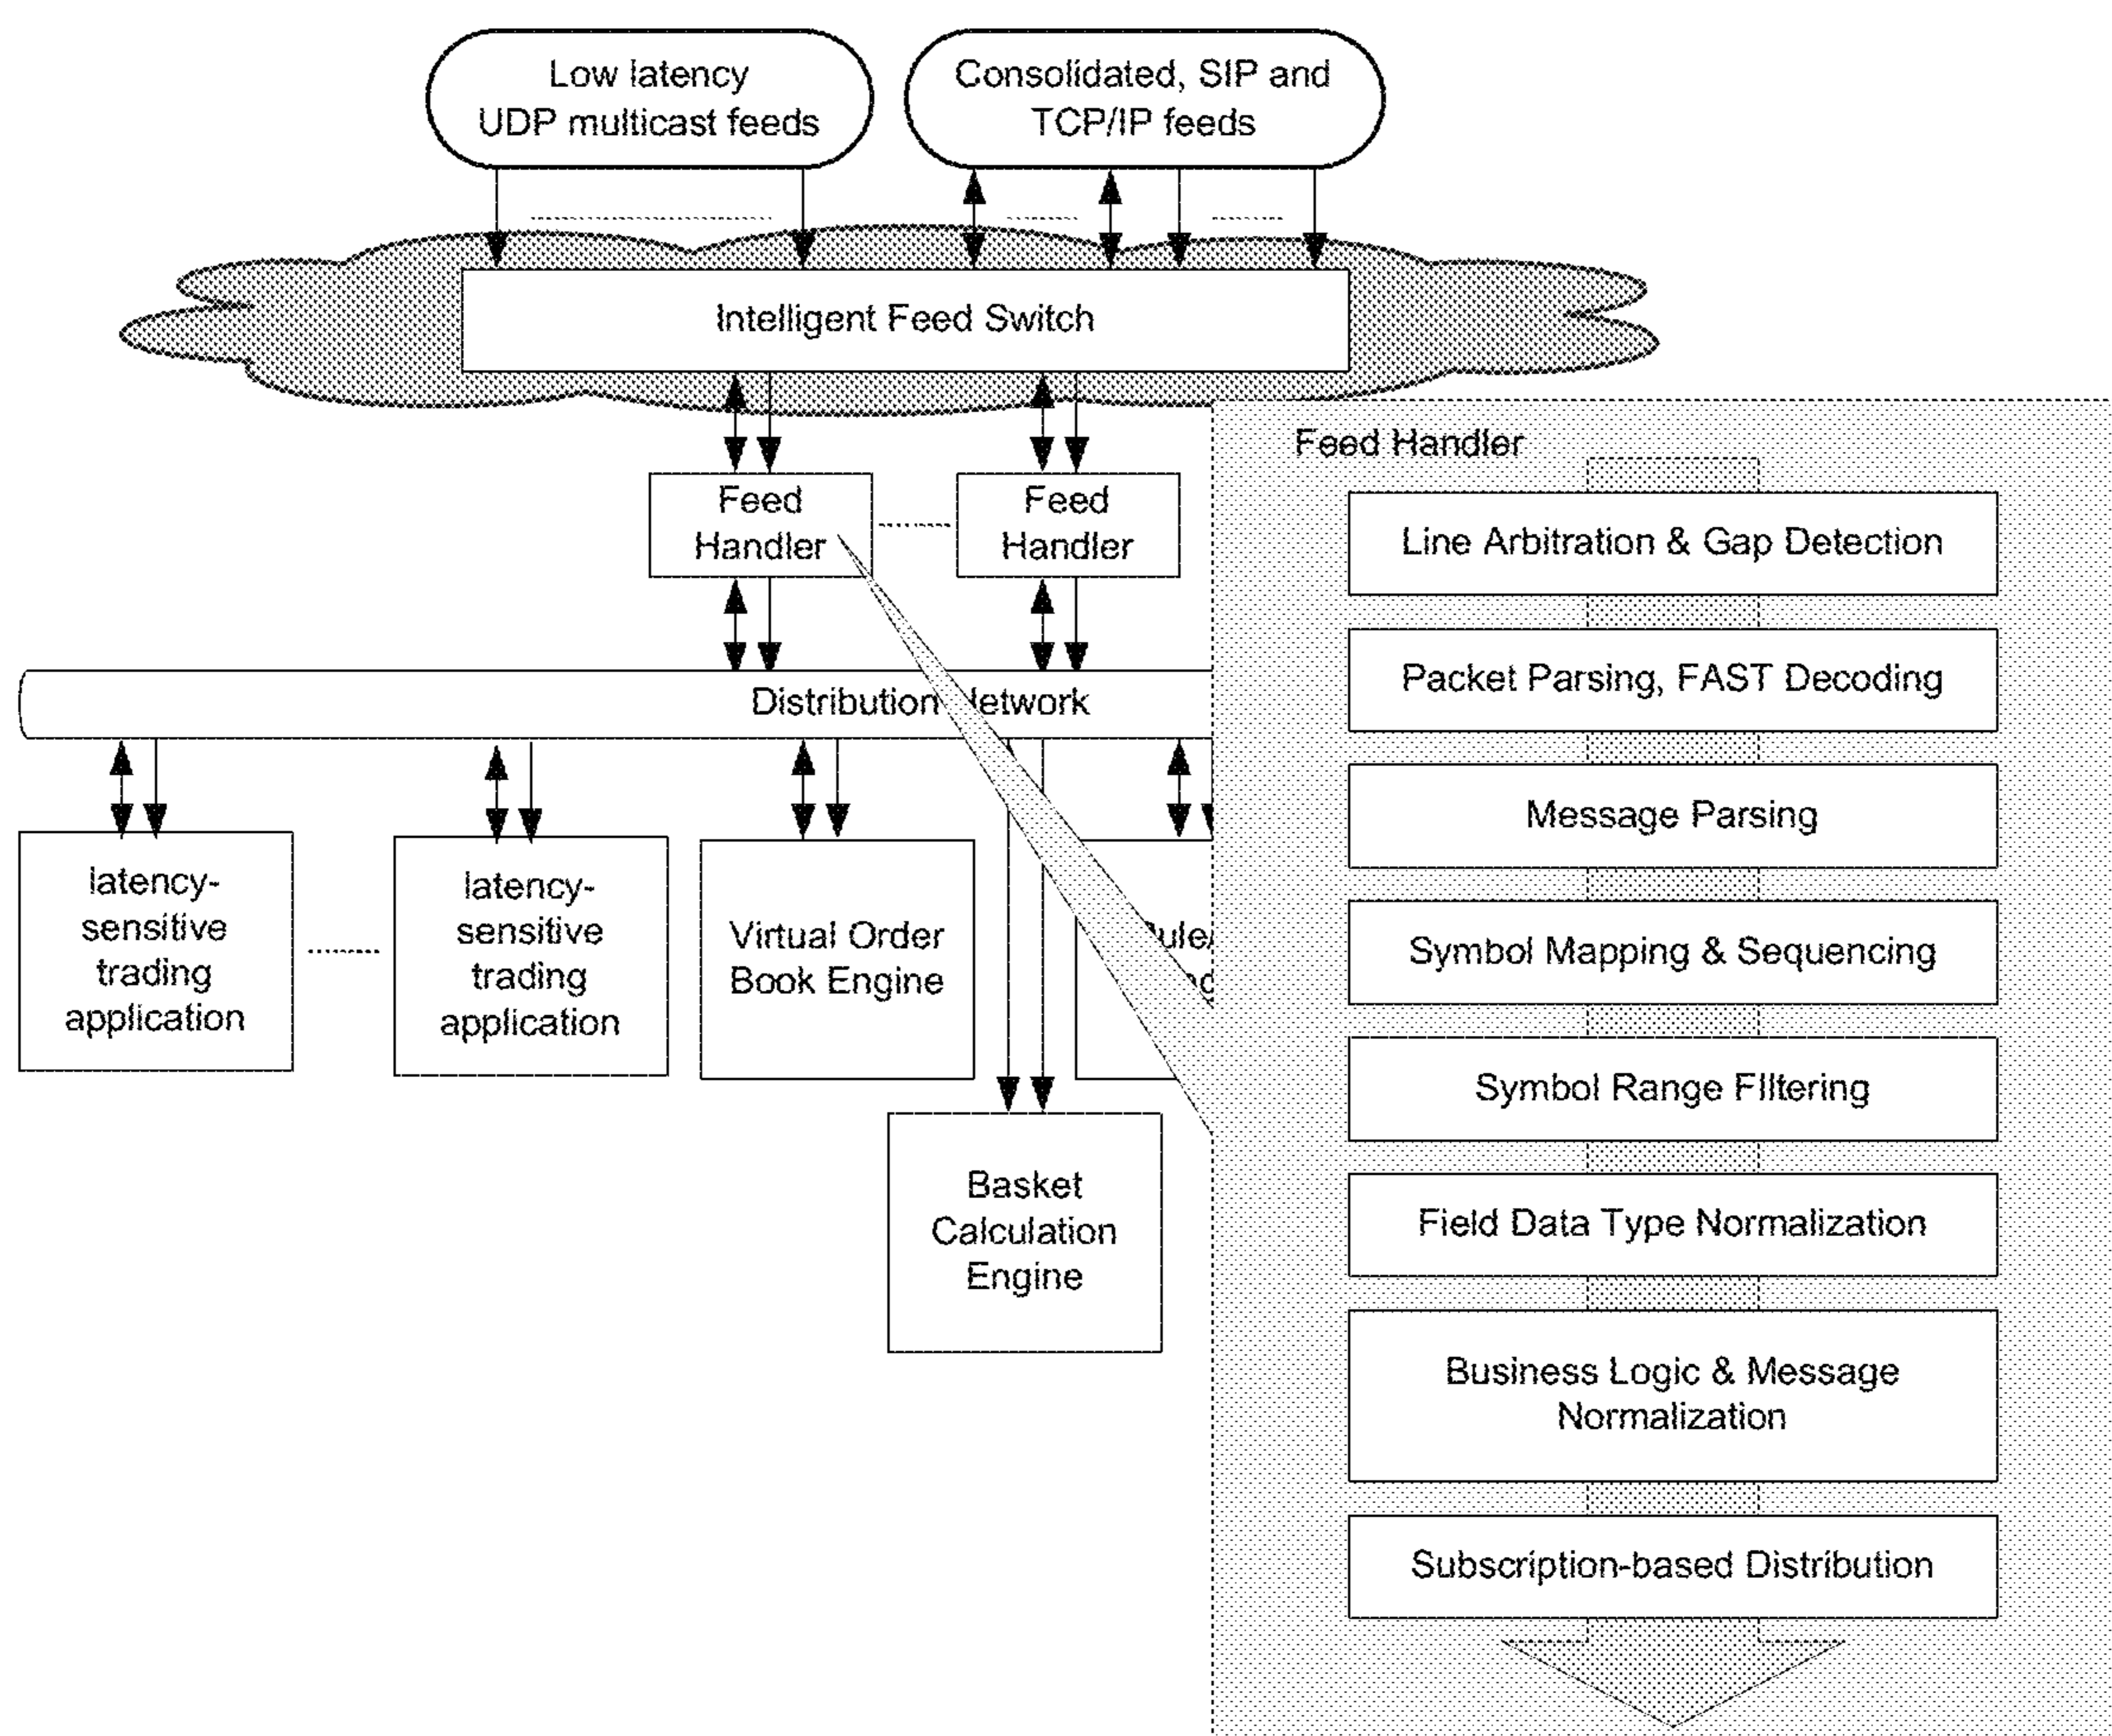 Low latency
UDP multicast feeds
Consolidated, SIP and
TCP/IP feeds
Intelligent Feed Switch
Feed Handler
Feed
Handler
Feed
Handler
Line Arbitration & Gap Detection
Packet Parsing, FAST Decoding
Message Parsing
Symbol Mapping & Sequencing
Symbol Range FIltering
Field Data Type Normalization
Business Logic & Message
Normalization
Subscription-based Distribution
Distribution
latency-
sensitive
trading
application
latency-
sensitive
trading
application
Virtual Order
Book Engine
Basket
Calculation
Engine